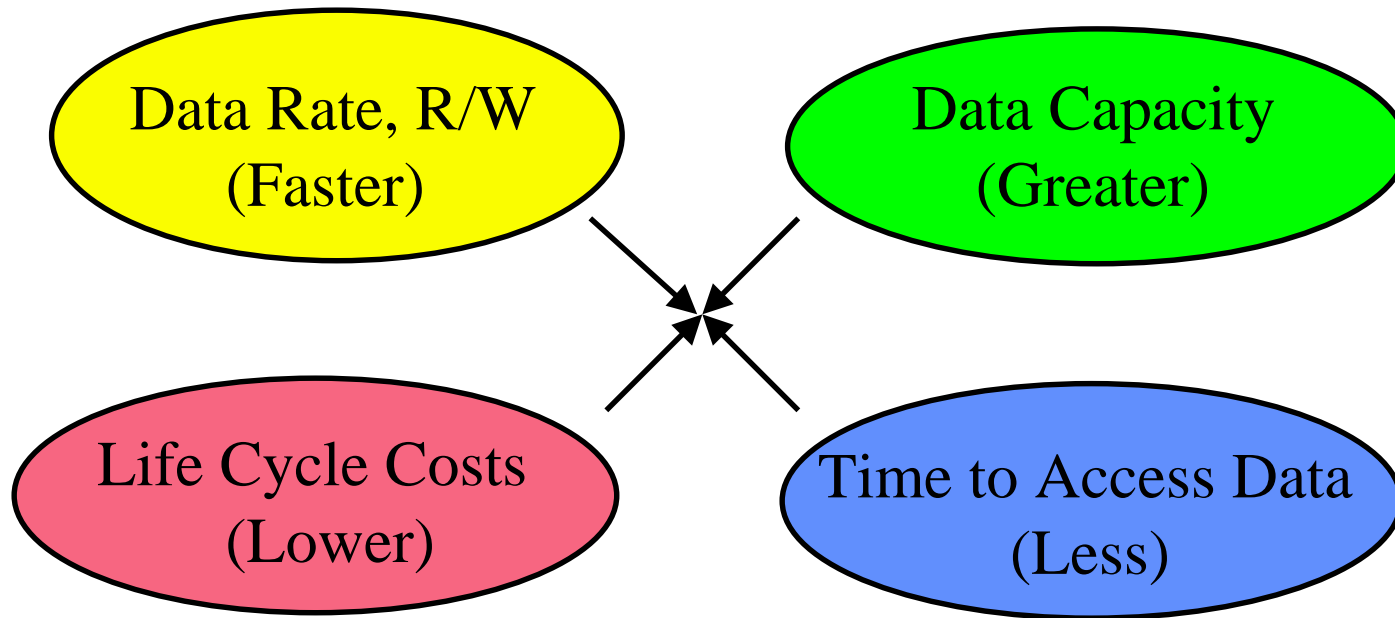 Data Rate, R/W
(Faster)
Data Capacity
(Greater)
Life Cycle Costs
(Lower)
Time to Access Data
(Less)